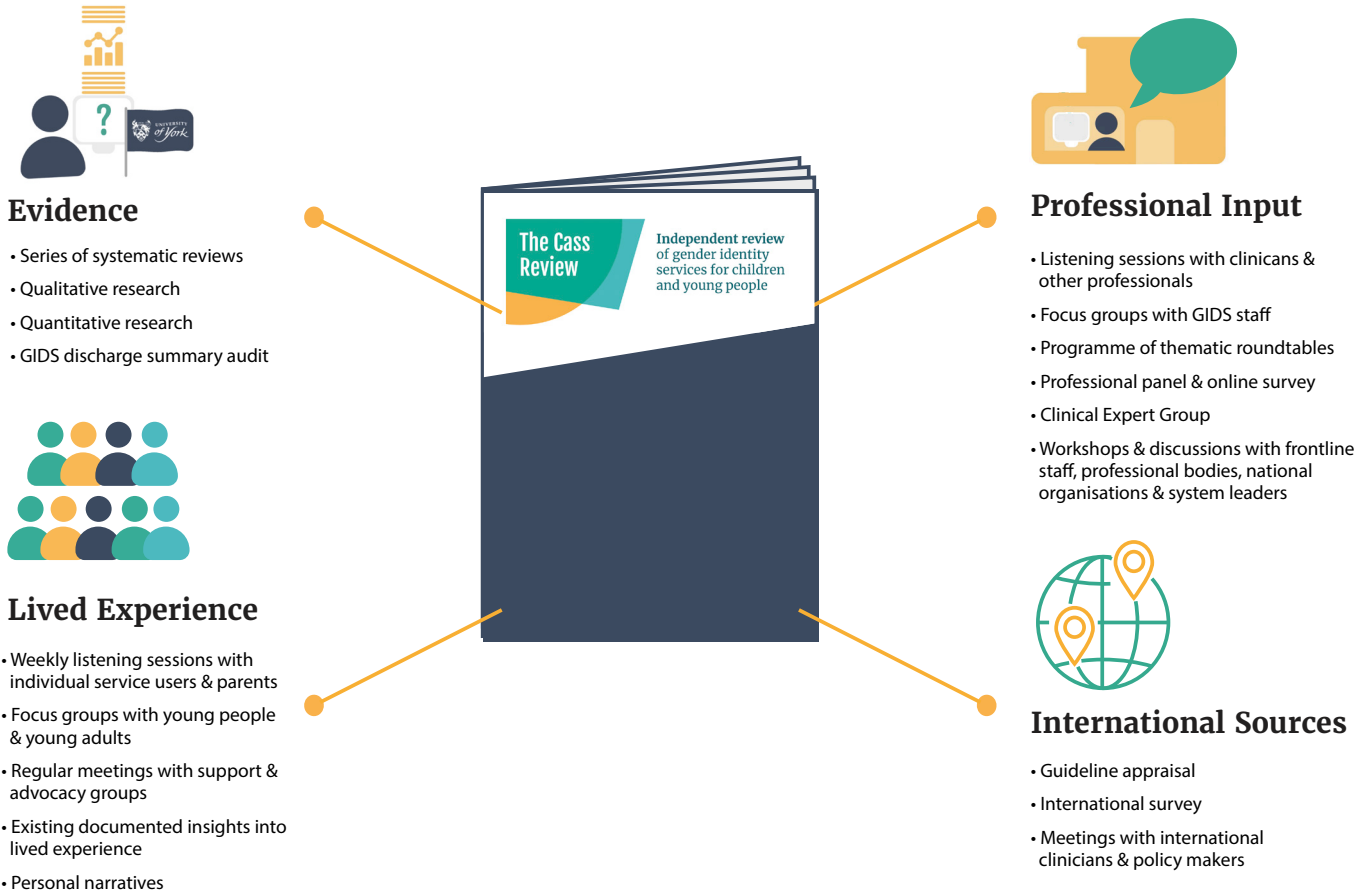 ?
UNIVERSITY
of York
Evidence
• Series of systematic reviews
• Qualitative research
• Quantitative research
• GIDS discharge summary audit
Lived Experience
• Weekly listening sessions with
individual service users & parents
• Focus groups with young people
& young adults
• Regular meetings with support &
advocacy groups
• Existing documented insights into
lived experience
• Personal narratives
The Cass
Review
Independent review
of gender identity
services for children
and young people
Professional Input
• Listening sessions with clinicans &
other professionals
• Focus groups with GIDS staff
• Programme of thematic roundtables
• Professional panel & online survey
• Clinical Expert Group
• Workshops & discussions with frontline
staff, professional bodies, national
organisations & system leaders
International Sources
• Guideline appraisal
• International survey
• Meetings with international
clinicians & policy makers